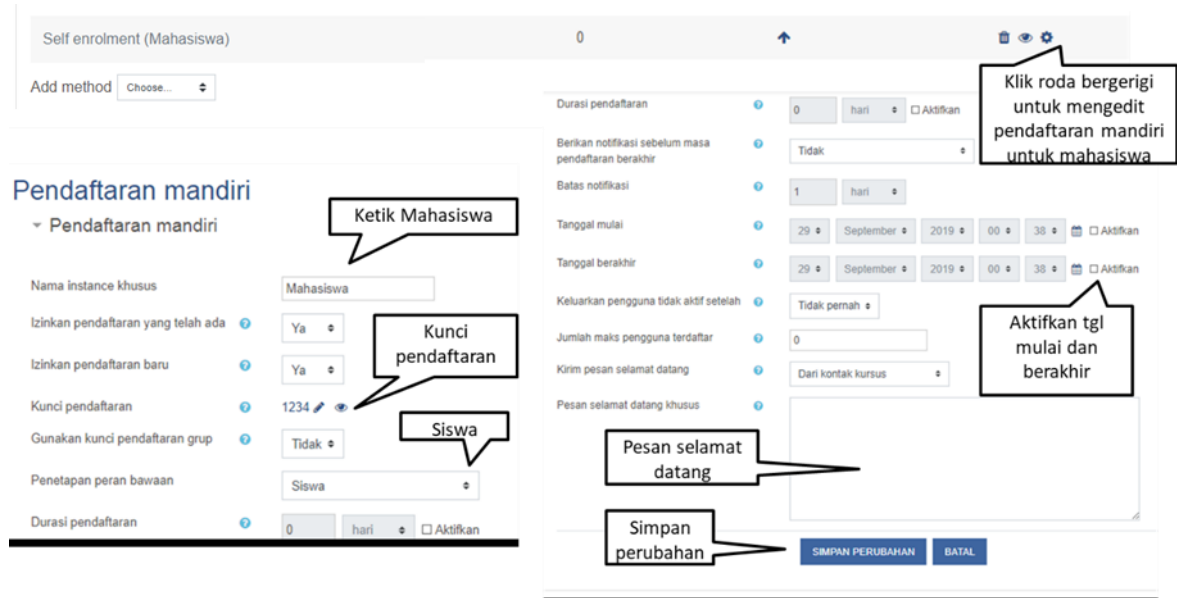 Self enrolment (Mahasiswa) 0
Add method Choose...
Klik roda bergerigi
untuk mengedit
pendaftaran mandiri
untuk mahasiswa
Pendaftaran mandiri
Pendaftaran mandiri
Ketik Mahasiswa
Nama instance khusus Mahasiswa
Izinkan pendaftaran yang telah ada Ya
Izinkan pendaftaran baru Ya
Kunci
pendaftaran
Kunci pendaftaran 1234
Gunakan kunci pendaftaran grup Tidak
Siswa
Penetapan peran bawaan Siswa
Durasi pendaftaran 0 hari Aktifkan
Durasi pendaftaran 0 hari Aktifkan
Berikan notifikasi sebelum masa
pendaftaran berakhir Tidak
Batas notifikasi 1 hari
Tanggal mulai 29 September 2019 00 38 Aktifkan
Tanggal berakhir 29 September 2019 00 38 Aktifkan
Keluarkan pengguna tidak aktif setelah Tidak pernah
Aktifkan tgl
mulai dan
berakhir
Jumlah maks pengguna terdaftar 0
Kirim pesan selamat datang Dari kontak kursus
Pesan selamat datang khusus
Pesan selamat
datang
Simpan
perubahan
SIMPAN PERUBAHAN BATAL